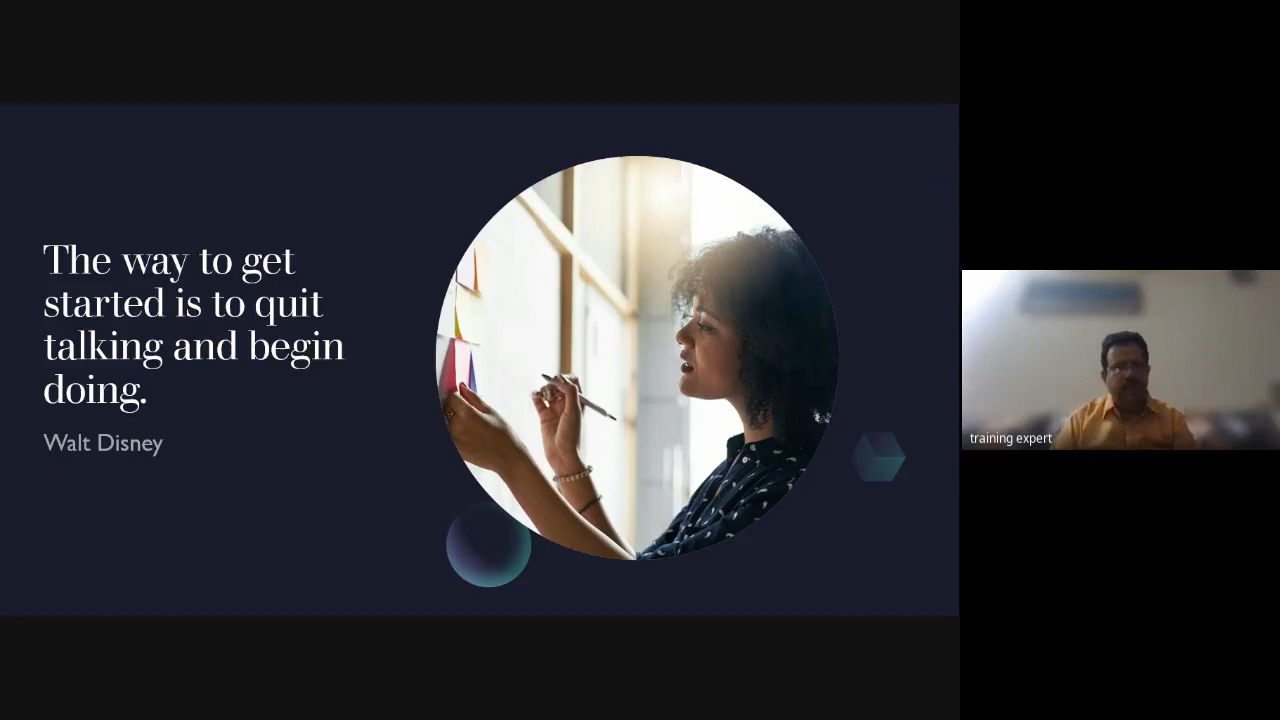 The way to get
started is to quit
talking and begin
doing.
Walt Disney
training expert